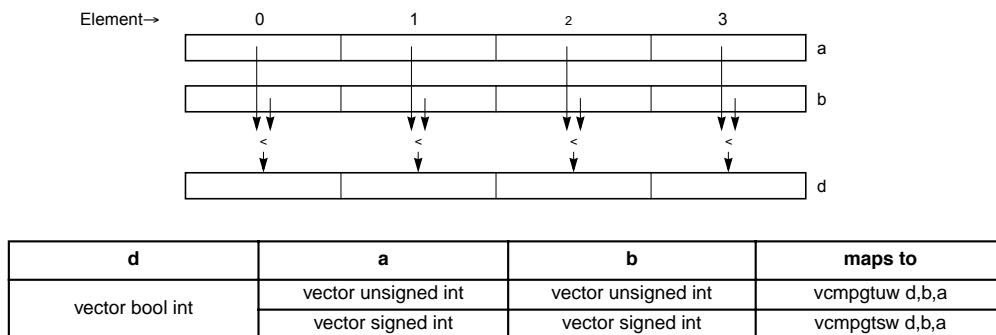 Element→ 0 1 2 3
a
b
< < < <
d
d a b maps to
vector bool int vector unsigned int vector unsigned int vcmpgtuw d,b,a
vector signed int vector signed int vcmpgtsw d,b,a